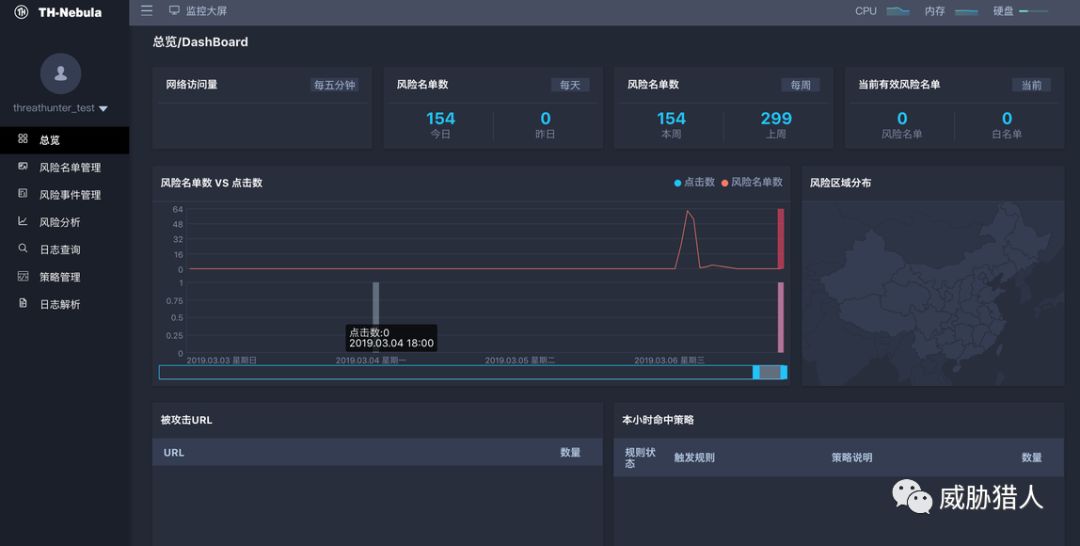 TH TH-Nebula
监控大屏
CPU
内存
硬盘
threathunter_test
总览
风险名单管理
风险事件管理
风险分析
日志查询
策略管理
日志解析
总览/DashBoard
网络访问量 每五分钟
风险名单数 每天
154 0
今日 昨日
风险名单数 每周
154 299
本周 上周
当前有效风险名单 当前
0 0
风险名单 白名单
风险名单数 VS 点击数
点击数 风险名单数
64
48
32
16
0
1
0.75
0.5
0.25
0
点击数:0
2019.03.04 18:00
2019.03.03 星期日 2019.03.04 星期一 2019.03.05 星期二 2019.03.06 星期三
风险区域分布
被攻击URL
URL 数量
本小时命中策略
规则状态 触发规则 策略说明 数量
威胁猎人